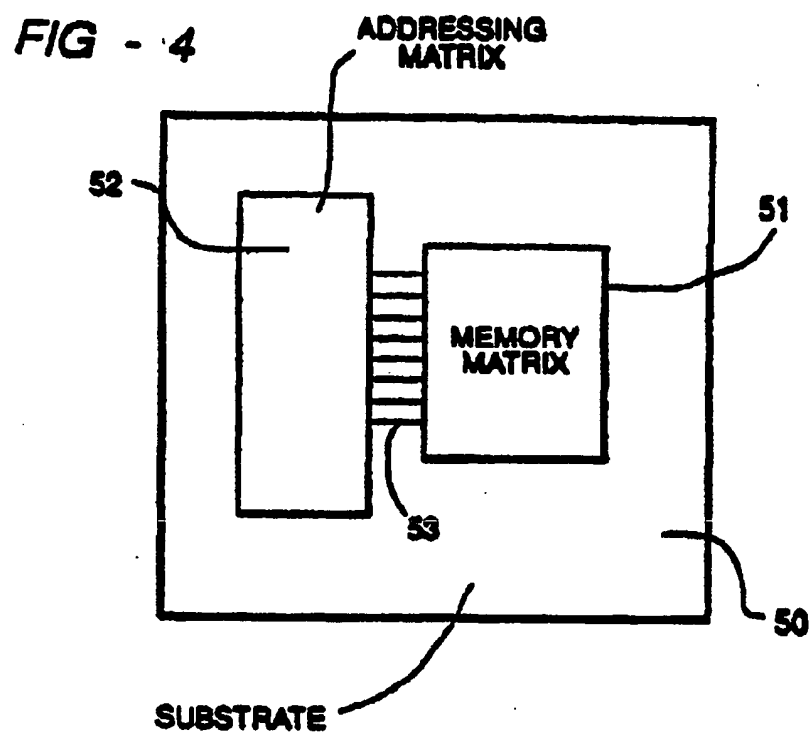 FIG - 4
ADDRESSING
MATRIX
52
51
MEMORY
MATRIX
53
50
SUBSTRATE